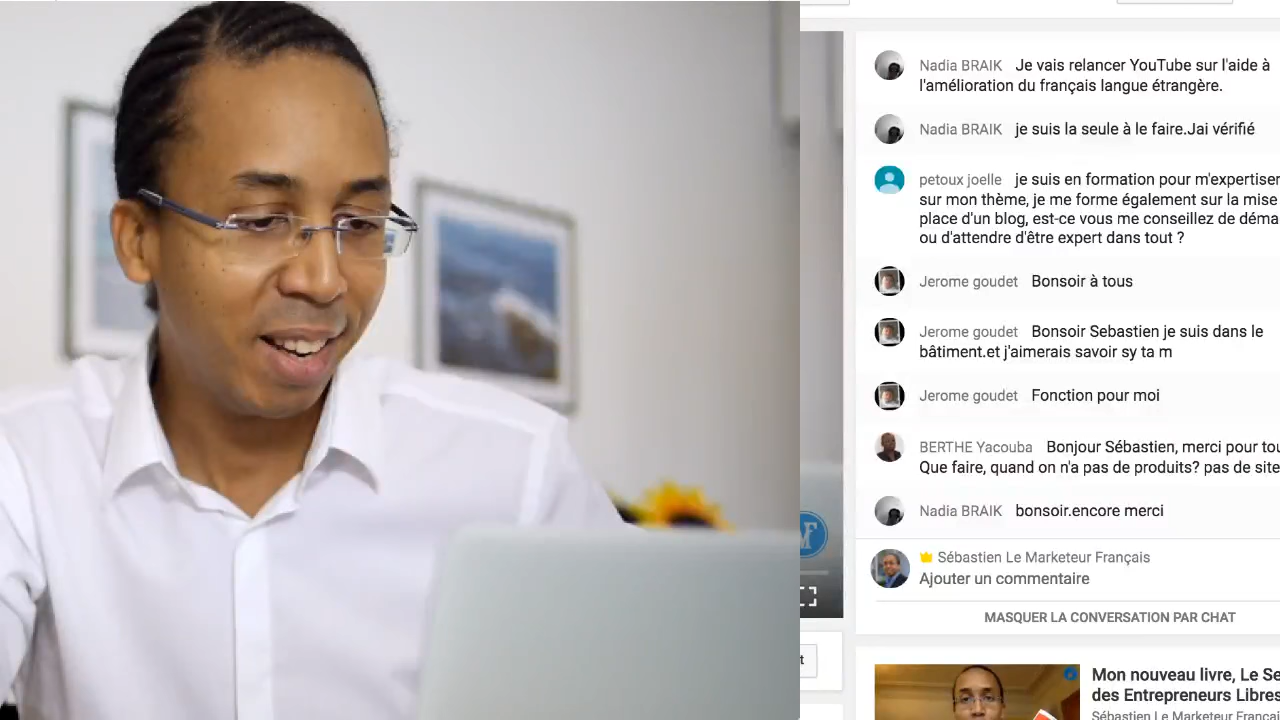 Nadia BRAIK Je vais relancer YouTube sur l'aide à
l'amélioration du français langue étrangère.
Nadia BRAIK je suis la seule à le faire.Jai vérifié
petoux joelle je suis en formation pour m'expertiser
sur mon thème, je me forme également sur la mise
place d'un blog, est-ce vous me conseillez de déma
ou d'attendre d'être expert dans tout ?
Jerome goudet Bonsoir à tous
Jerome goudet Bonsoir Sebastien je suis dans le
bâtiment.et j'aimerais savoir sy ta m
Jerome goudet Fonction pour moi
BERTHE Yacouba Bonjour Sébastien, merci pour tou
Que faire, quand on n'a pas de produits? pas de site
Nadia BRAIK bonsoir.encore merci
Sébastien Le Marketeur Français
Ajouter un commentaire
MASQUER LA CONVERSATION PAR CHAT
t
Mon nouveau livre, Le Se
des Entrepreneurs Libres
Sébastien Le Marketeur Françai